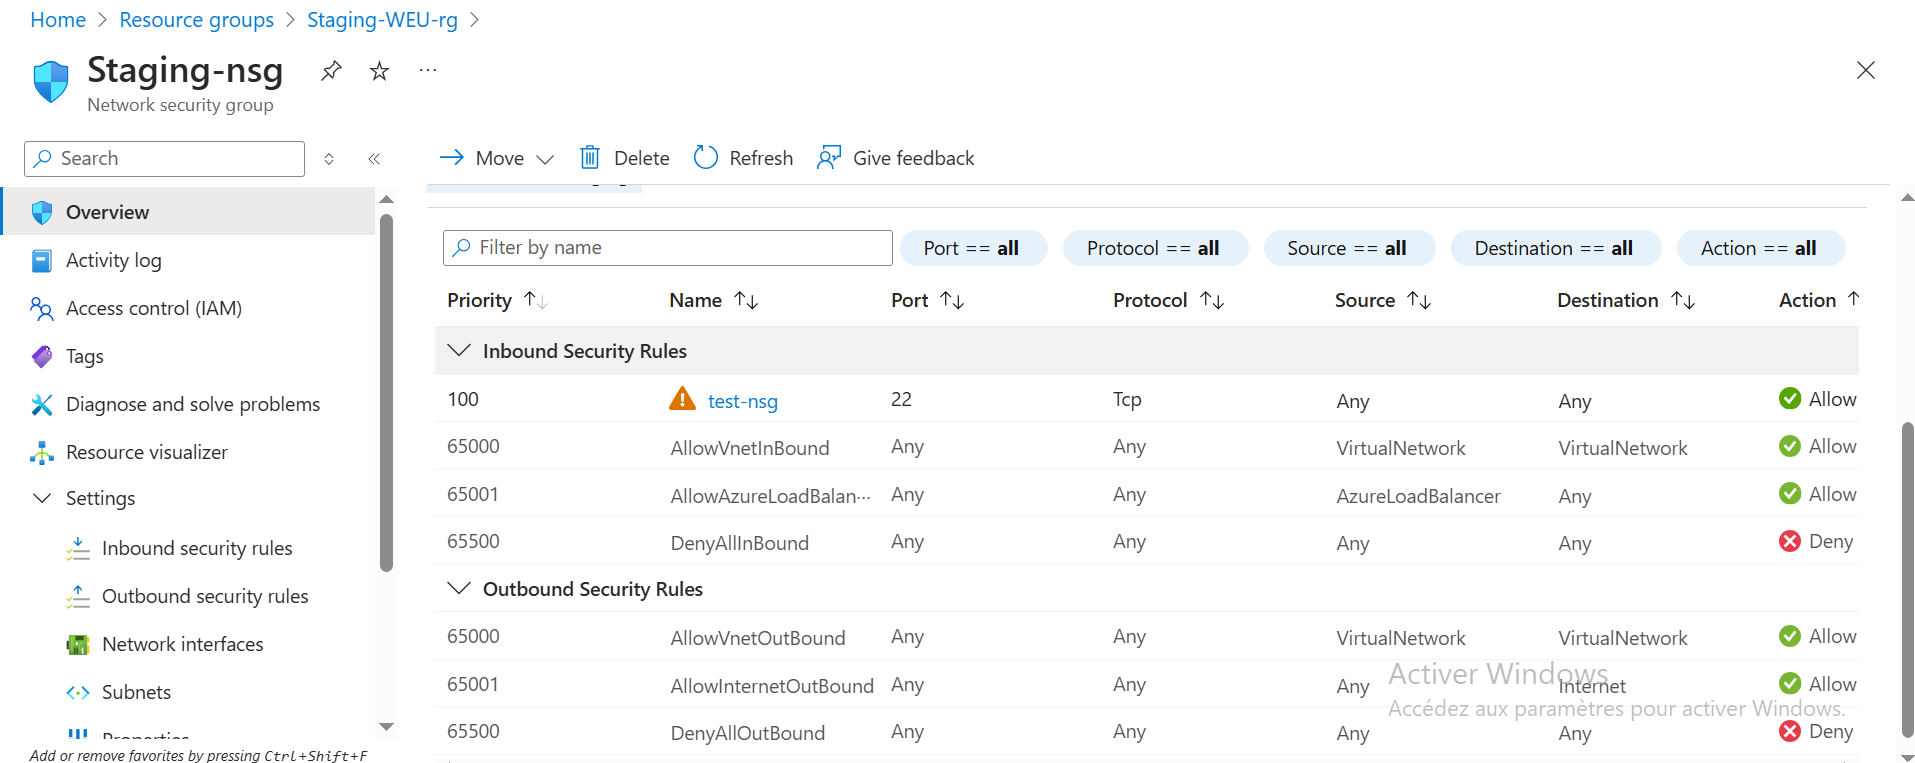 Home > Resource groups > Staging-WEU-rg >
Staging-nsg
Network security group
Search
Move Delete Refresh Give feedback
Overview
Activity log
Access control (IAM)
Tags
Diagnose and solve problems
Resource visualizer
Settings
Inbound security rules
Outbound security rules
Network interfaces
Subnets
Properties
Add or remove favorites by pressing Ctrl+Shift+F
Filter by name Port == all Protocol == all Source == all Destination == all Action == all
Priority Name Port Protocol Source Destination Action
Inbound Security Rules
100 test-nsg 22 Tcp Any Any Allow
65000 AllowVnetInBound Any Any VirtualNetwork VirtualNetwork Allow
65001 AllowAzureLoadBalan··· Any Any AzureLoadBalancer Any Allow
65500 DenyAllInBound Any Any Any Any Deny
Outbound Security Rules
65000 AllowVnetOutBound Any Any VirtualNetwork VirtualNetwork Allow
65001 AllowInternetOutBound Any Any Any Internet Allow
65500 DenyAllOutBound Any Any Any Any Deny
Activer Windows
Accédez aux paramètres pour activer Windows.